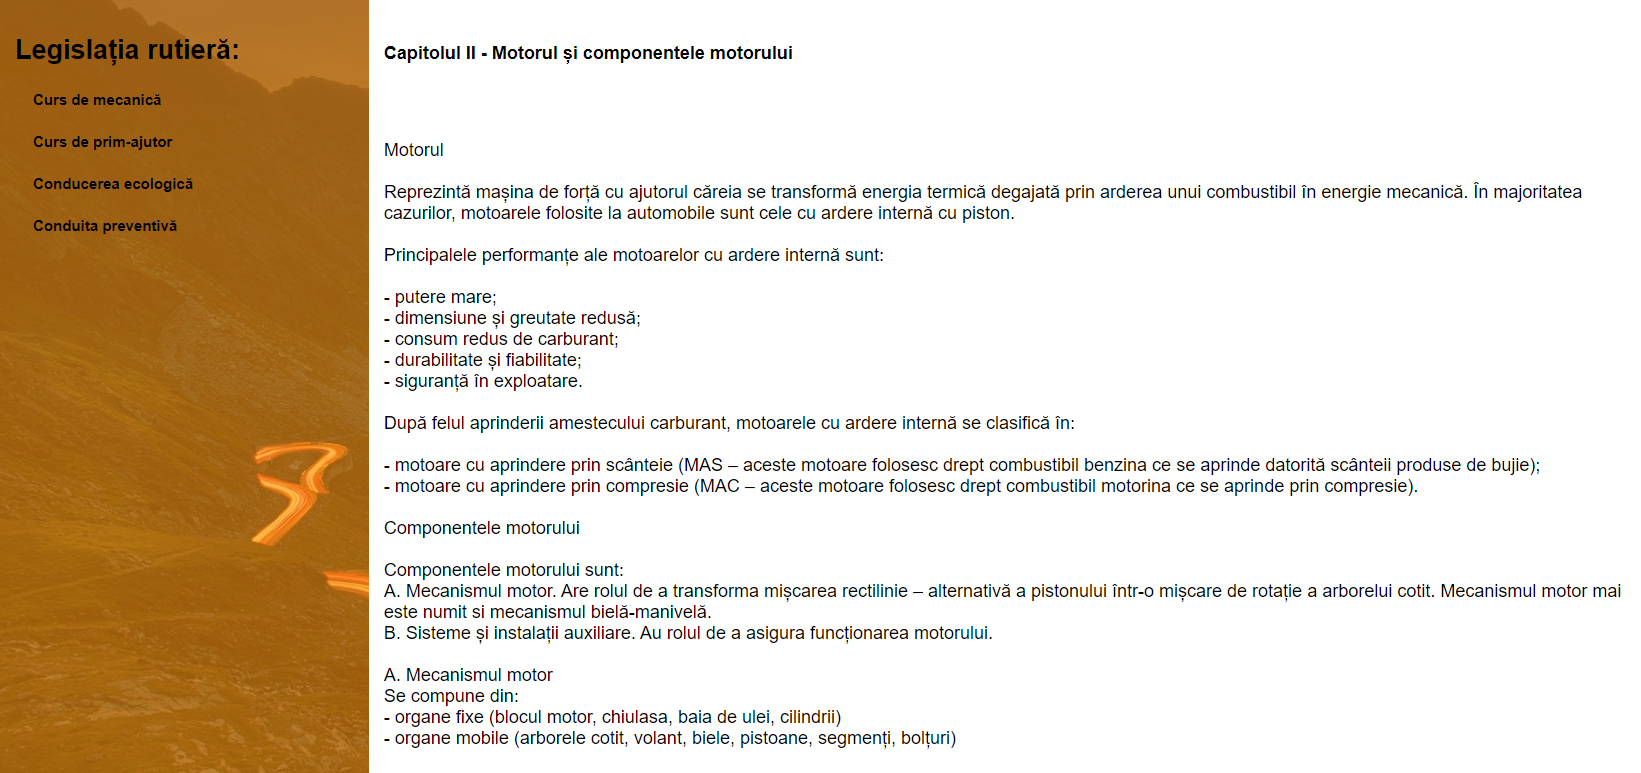 Legislația rutieră:
Curs de mecanică
Curs de prim-ajutor
Conducerea ecologică
Conduita preventivă
Capitolul II - Motorul și componentele motorului
Motorul
Reprezintă mașina de forță cu ajutorul căreia se transformă energia termică degajată prin arderea unui combustibil în energie mecanică. În majoritatea
cazurilor, motoarele folosite la automobile sunt cele cu ardere internă cu piston.
Principalele performanțe ale motoarelor cu ardere internă sunt:
- putere mare;
- dimensiune și greutate redusă;
- consum redus de carburant;
- durabilitate și fiabilitate;
- siguranță în exploatare.
După felul aprinderii amestecului carburant, motoarele cu ardere internă se clasifică în:
- motoare cu aprindere prin scânteie (MAS – aceste motoare folosesc drept combustibil benzina ce se aprinde datorită scânteii produse de bujie);
- motoare cu aprindere prin compresie (MAC – aceste motoare folosesc drept combustibil motorina ce se aprinde prin compresie).
Componentele motorului
Componentele motorului sunt:
A. Mecanismul motor. Are rolul de a transforma mișcarea rectilinie – alternativă a pistonului într-o mișcare de rotație a arborelui cotit. Mecanismul motor mai
este numit si mecanismul bielă-manivelă.
B. Sisteme și instalații auxiliare. Au rolul de a asigura funcționarea motorului.
A. Mecanismul motor
Se compune din:
- organe fixe (blocul motor, chiulasa, baia de ulei, cilindrii)
- organe mobile (arborele cotit, volant, biele, pistoane, segmenți, bolțuri)